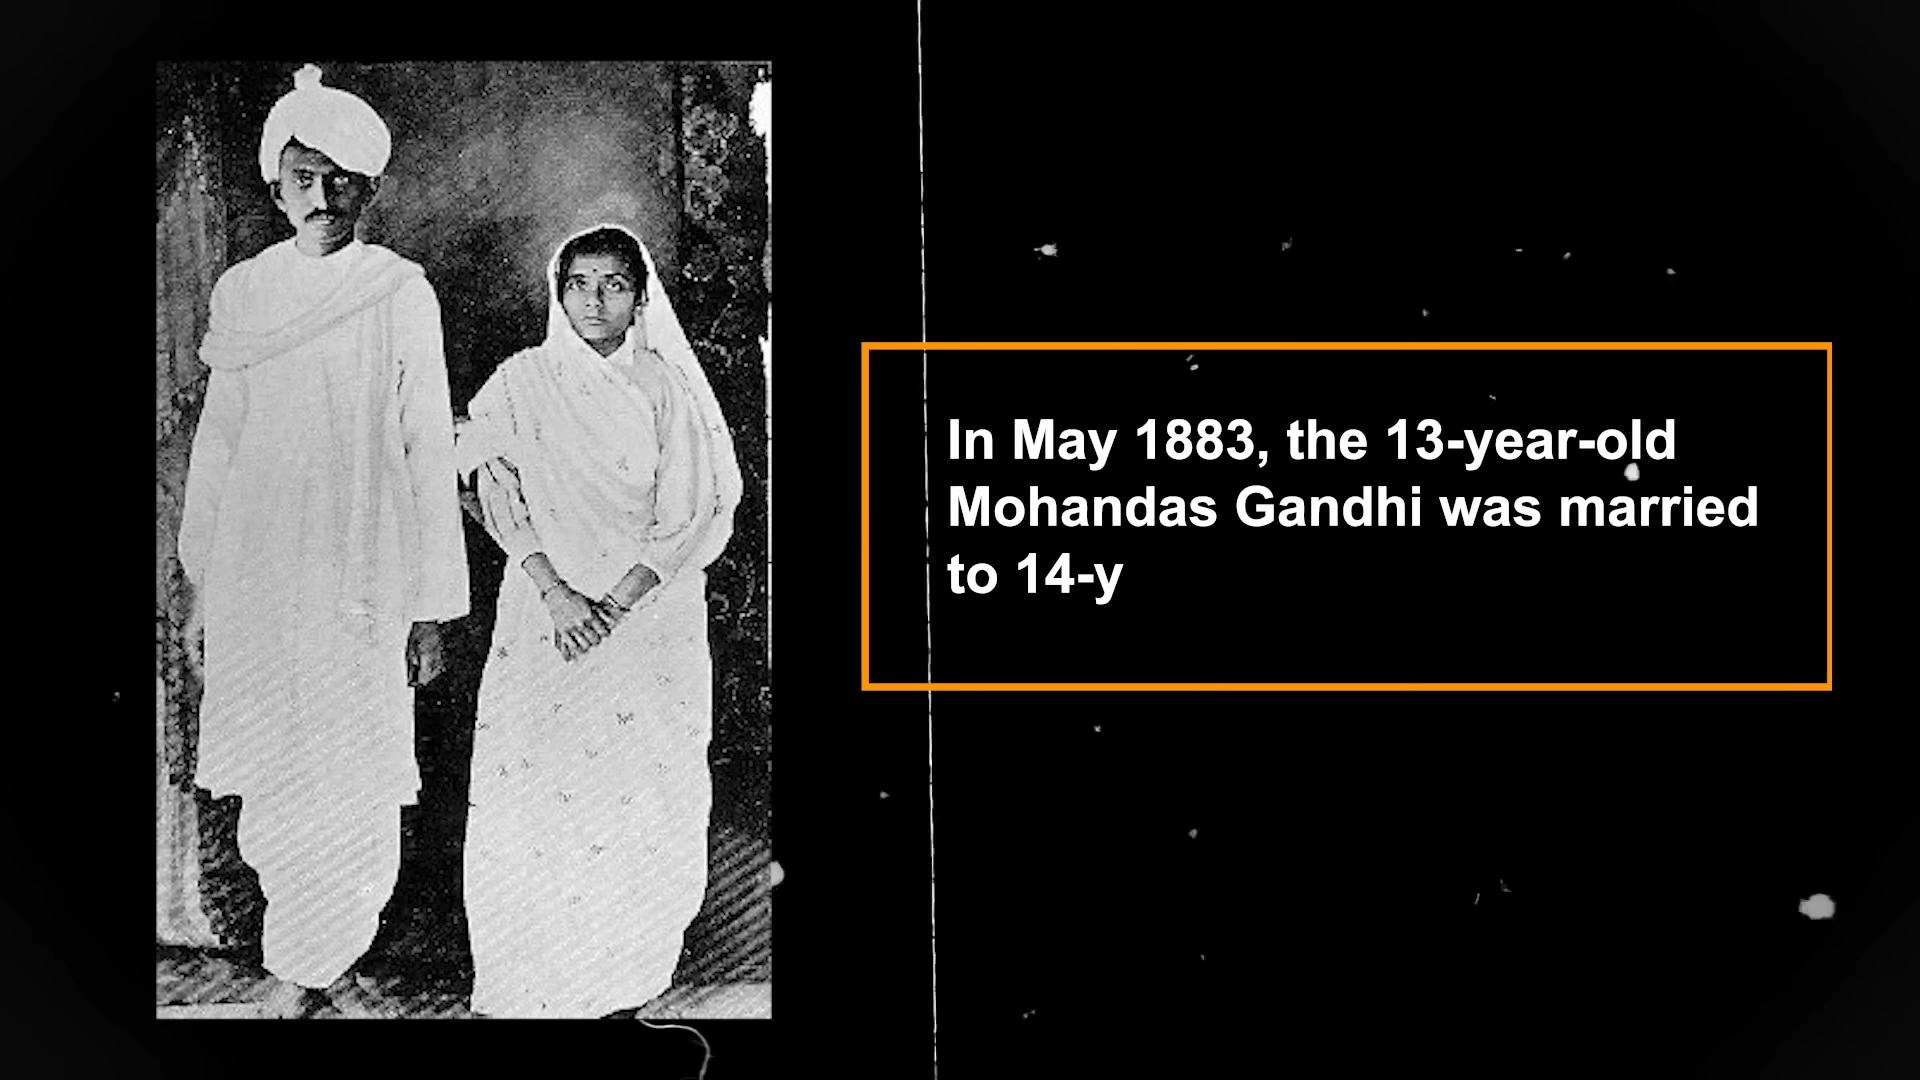 In May 1883, the 13-year-old
Mohandas Gandhi was married
to 14-y